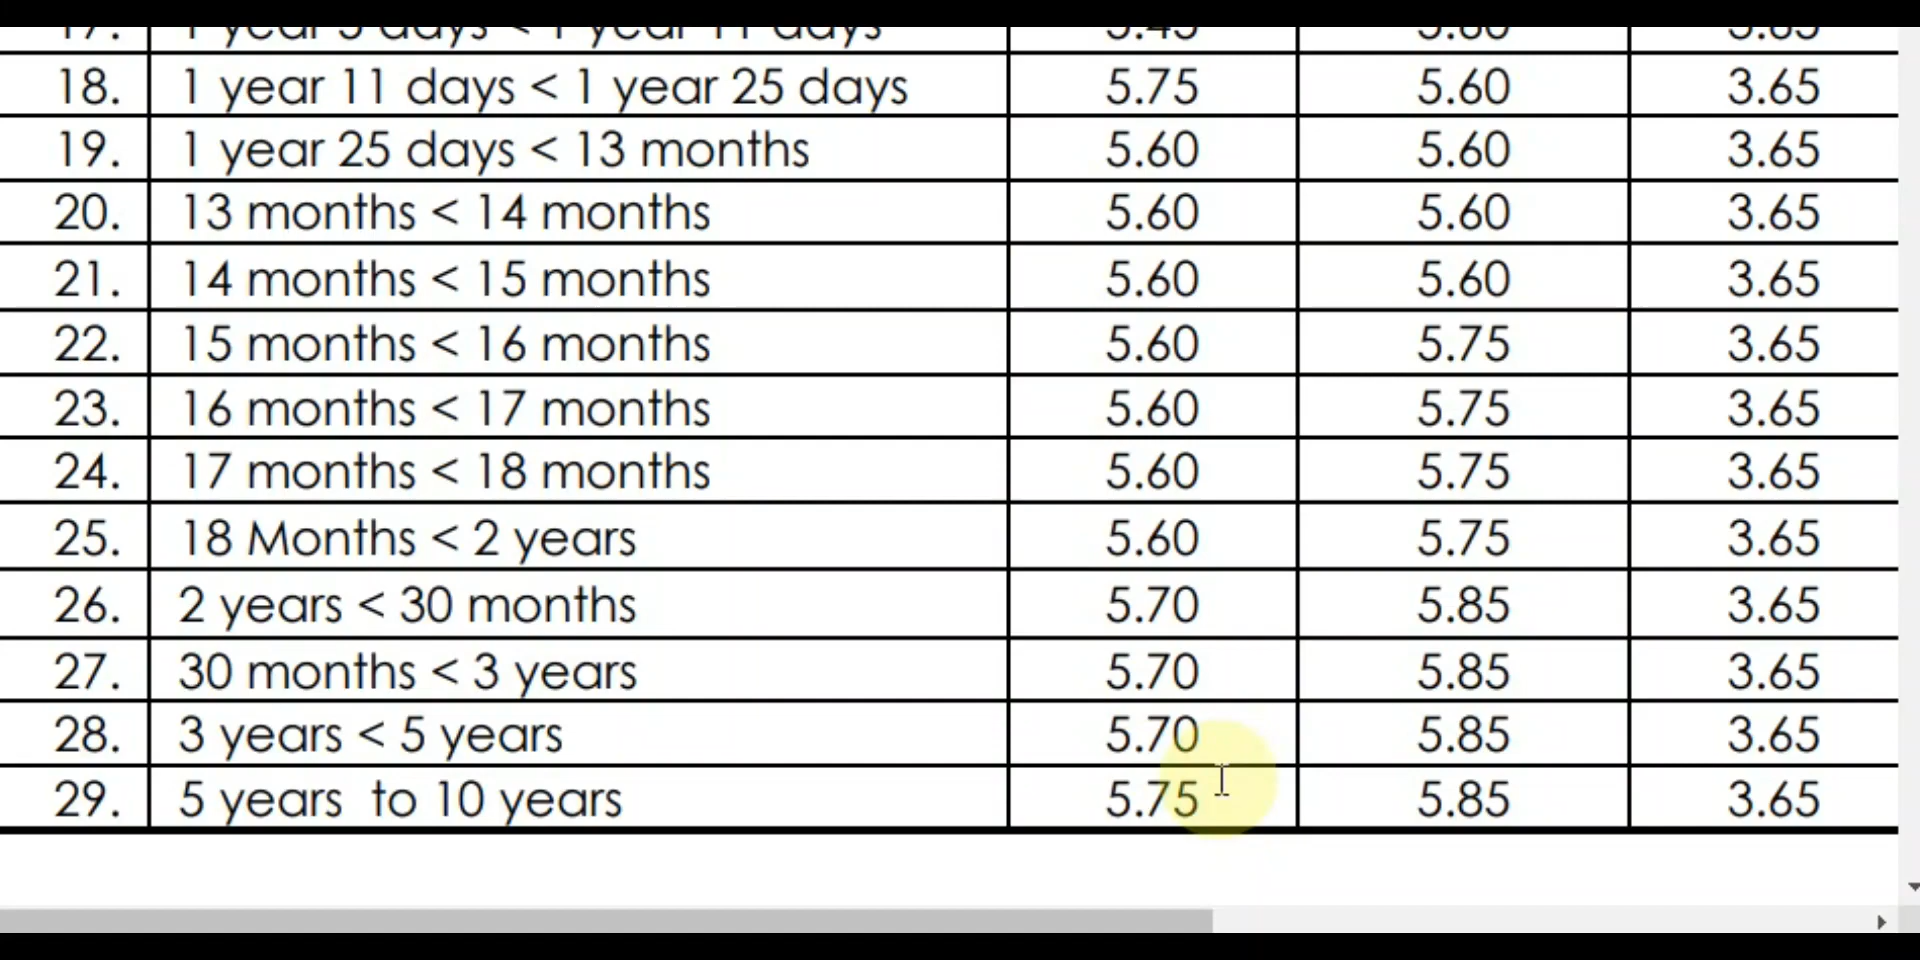 18. 1 year 11 days < 1 year 25 days 5.75 5.60 3.65
19. 1 year 25 days < 13 months 5.60 5.60 3.65
20. 13 months < 14 months 5.60 5.60 3.65
21. 14 months < 15 months 5.60 5.60 3.65
22. 15 months < 16 months 5.60 5.75 3.65
23. 16 months < 17 months 5.60 5.75 3.65
24. 17 months < 18 months 5.60 5.75 3.65
25. 18 Months < 2 years 5.60 5.75 3.65
26. 2 years < 30 months 5.70 5.85 3.65
27. 30 months < 3 years 5.70 5.85 3.65
28. 3 years < 5 years 5.70 5.85 3.65
29. 5 years to 10 years 5.75 5.85 3.65